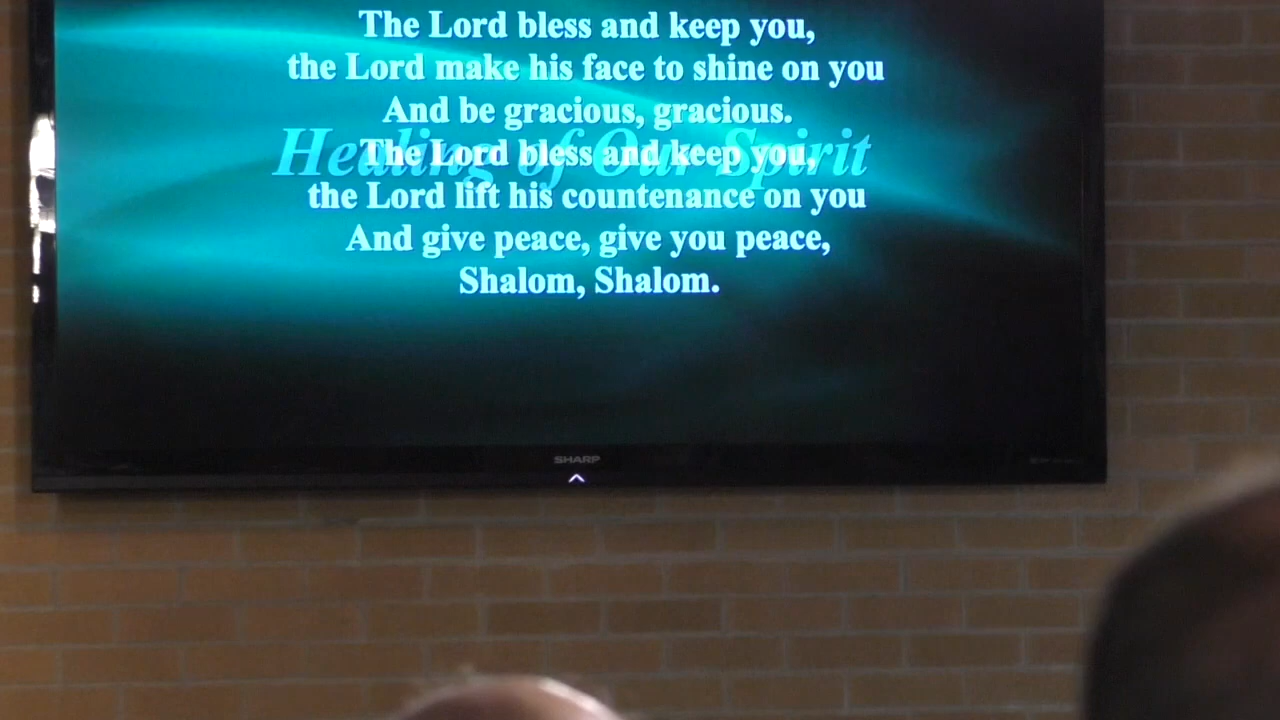 The Lord bless and keep you,
the Lord make his face to shine on you
And be gracious, gracious.
Healing of Our Spirit
The Lord bless and keep you,
the Lord lift his countenance on you
And give peace, give you peace,
Shalom, Shalom.
SHARP